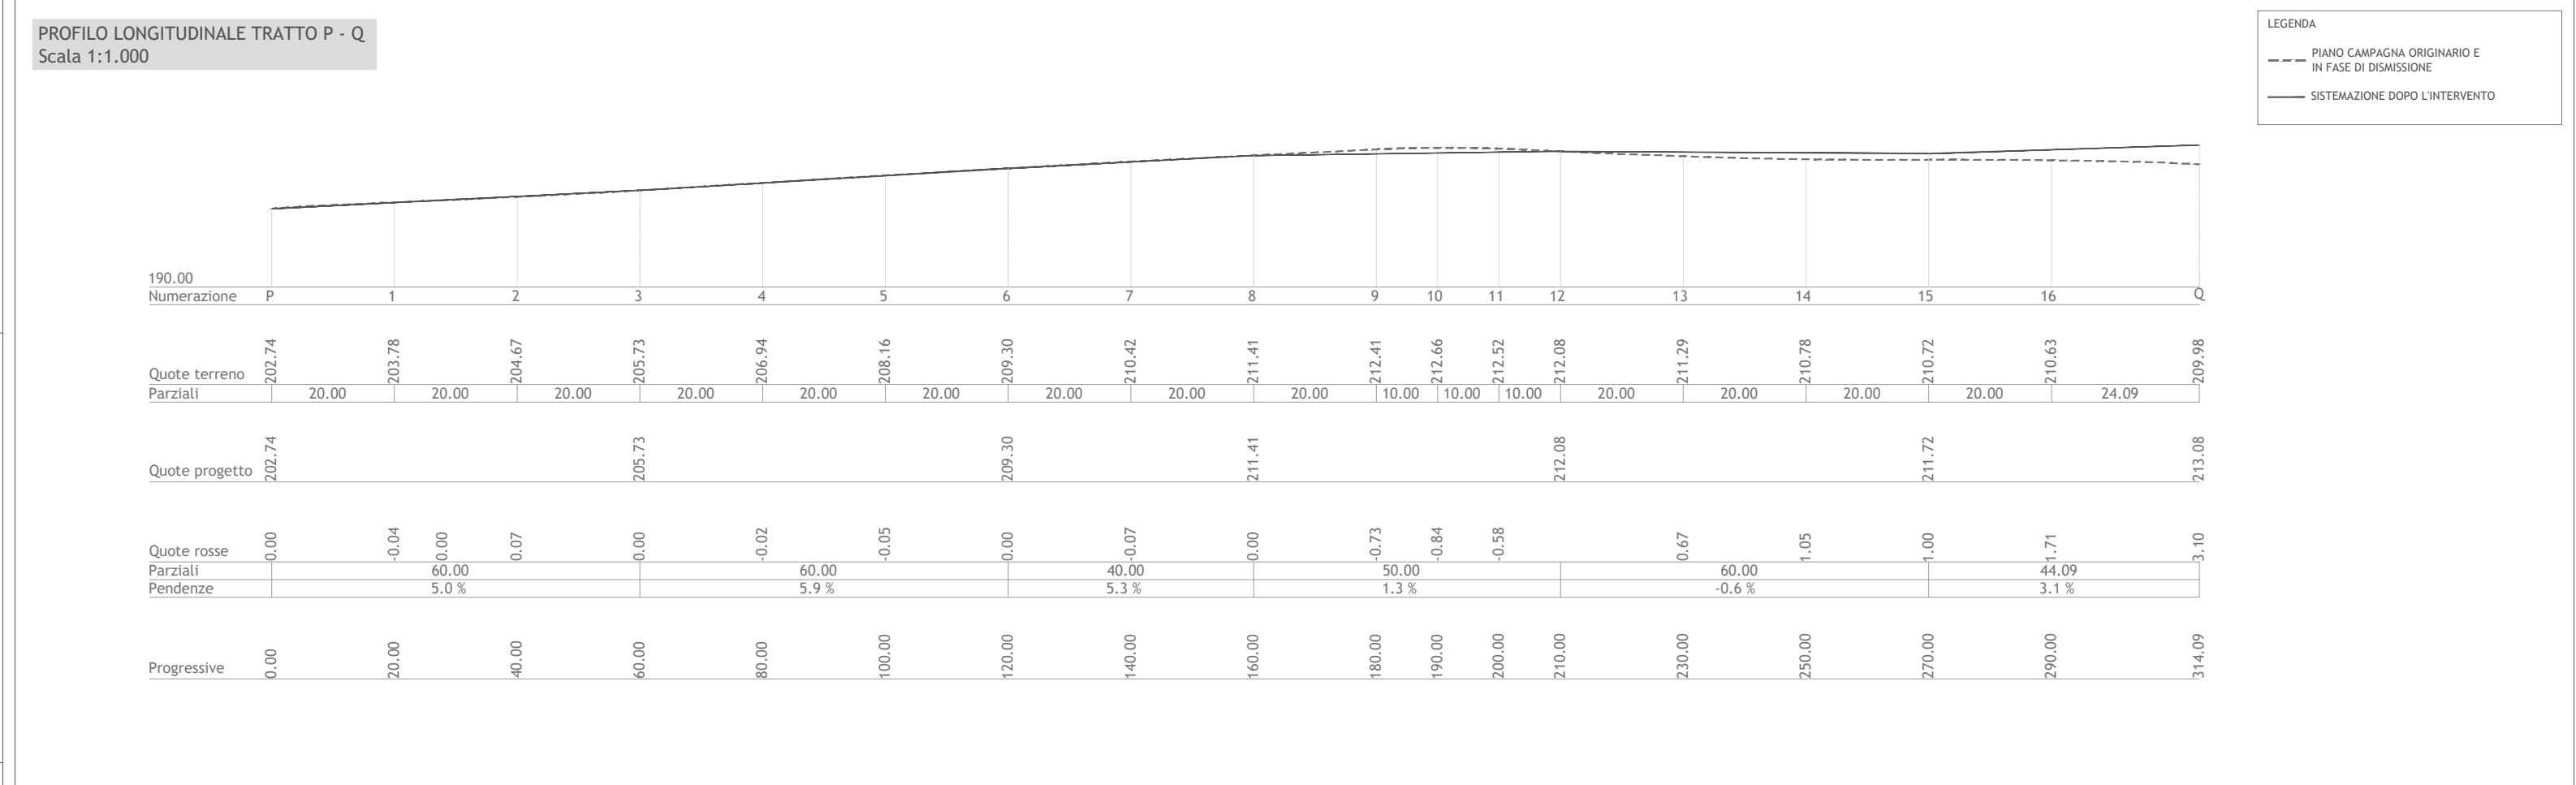 PROFILO LONGITUDINALE TRATTO P - Q
Scala 1:1.000
LEGENDA
PIANO CAMPAGNA ORIGINARIO E
IN FASE DI DISMISSIONE
SISTEMAZIONE DOPO L'INTERVENTO
190.00
Numerazione P 1 2 3 4 5 6 7 8 9 10 11 12 13 14 15 16 Q
Quote terreno 202.74 203.78 204.67 205.73 206.94 208.16 209.30 210.42 211.41 212.41 212.66 212.52 212.08 211.29 210.78 210.72 210.63 209.98
Parziali 20.00 20.00 20.00 20.00 20.00 20.00 20.00 20.00 20.00 10.00 10.00 10.00 20.00 20.00 20.00 20.00 24.09
Quote progetto 202.74 205.73 209.30 211.41 212.08 211.72 213.08
Quote rosse 0.00 -0.04 0.00 0.07 0.00 -0.02 -0.05 0.00 -0.07 0.00 -0.73 -0.84 -0.58 0.67 1.05 1.00 1.71 3.10
Parziali 60.00 60.00 40.00 50.00 60.00 44.09
Pendenze 5.0 % 5.9 % 5.3 % 1.3 % -0.6 % 3.1 %
Progressive 0.00 20.00 40.00 60.00 80.00 100.00 120.00 140.00 160.00 180.00 190.00 200.00 210.00 230.00 250.00 270.00 290.00 314.09